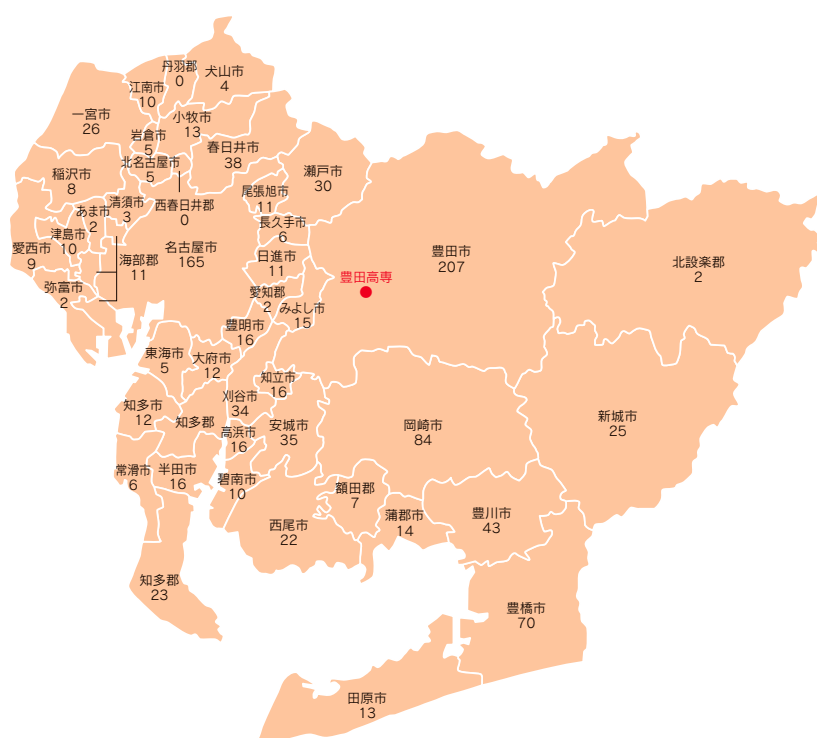 丹羽郡
0
犬山市
4
江南市
10
一宮市
26
小牧市
13
岩倉市
5
春日井市
38
北名古屋市
5
瀬戸市
30
稲沢市
8
尾張旭市
11
清須市
3
西春日井郡
0
あま市
2
長久手市
6
津島市
10
愛西市
9
海部郡
11
名古屋市
165
日進市
11
豊田市
207
北設楽郡
2
豊田高専
弥富市
2
愛知郡
2
みよし市
15
豊明市
16
東海市
5
大府市
12
知立市
16
刈谷市
34
知多市
12
知多郡
高浜市
16
安城市
35
岡崎市
84
新城市
25
常滑市
6
半田市
16
碧南市
10
額田郡
7
蒲郡市
14
豊川市
43
西尾市
22
知多郡
23
豊橋市
70
田原市
13